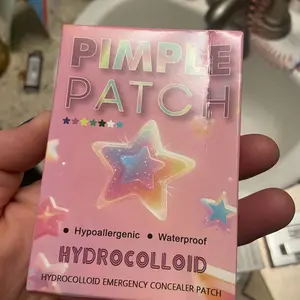 PIMPLE
PATCH
• Hypoallergenic • Waterproof
HYDROCOLLOID
HYDROCOLLOID EMERGENCY CONCEALER PATCH